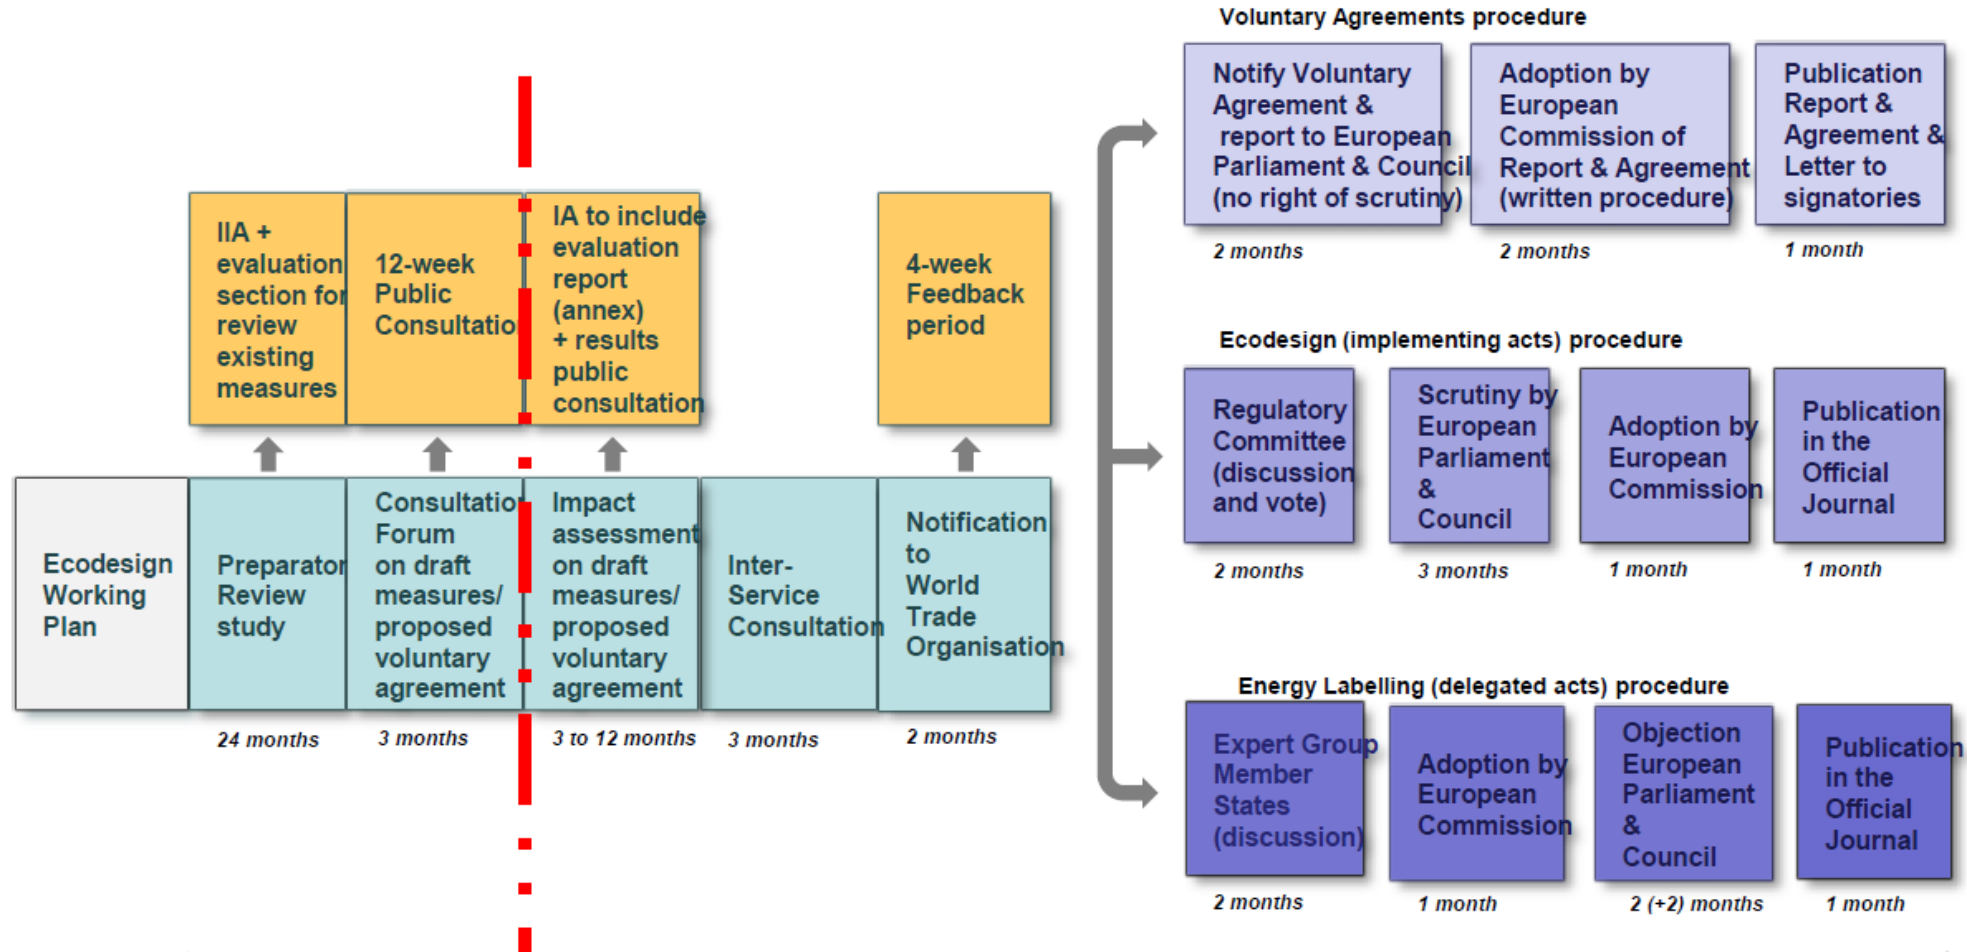 Voluntary Agreements procedure
Notify Voluntary
Agreement &
report to European
Parliament & Council
(no right of scrutiny)
2 months
Adoption by
European
Commission of
Report & Agreement
(written procedure)
2 months
Publication
Report &
Agreement &
Letter to
signatories
1 month
IIA +
evaluation
section for
review
existing
measures
12-week
Public
Consultatio
IA to include
evaluation
report
(annex)
+ results
public
consultation
4-week
Feedback
period
Ecodesign (implementing acts) procedure
Regulatory
Committee
(discussion
and vote)
2 months
Scrutiny by
European
Parliament
&
Council
3 months
Adoption by
European
Commission
1 month
Publication
in the
Official
Journal
1 month
Ecodesign
Working
Plan
Preparator
Review
study
24 months
Consultation
Forum
on draft
measures/
proposed
voluntary
agreement
3 months
Impact
assessment
on draft
measures/
proposed
voluntary
agreement
3 to 12 months
Inter-
Service
Consultation
3 months
Notification
to
World
Trade
Organisation
2 months
Energy Labelling (delegated acts) procedure
Expert Group
Member
States
(discussion)
2 months
Adoption by
European
Commission
1 month
Objection
European
Parliament
&
Council
2 (+2) months
Publication
in the
Official
Journal
1 month